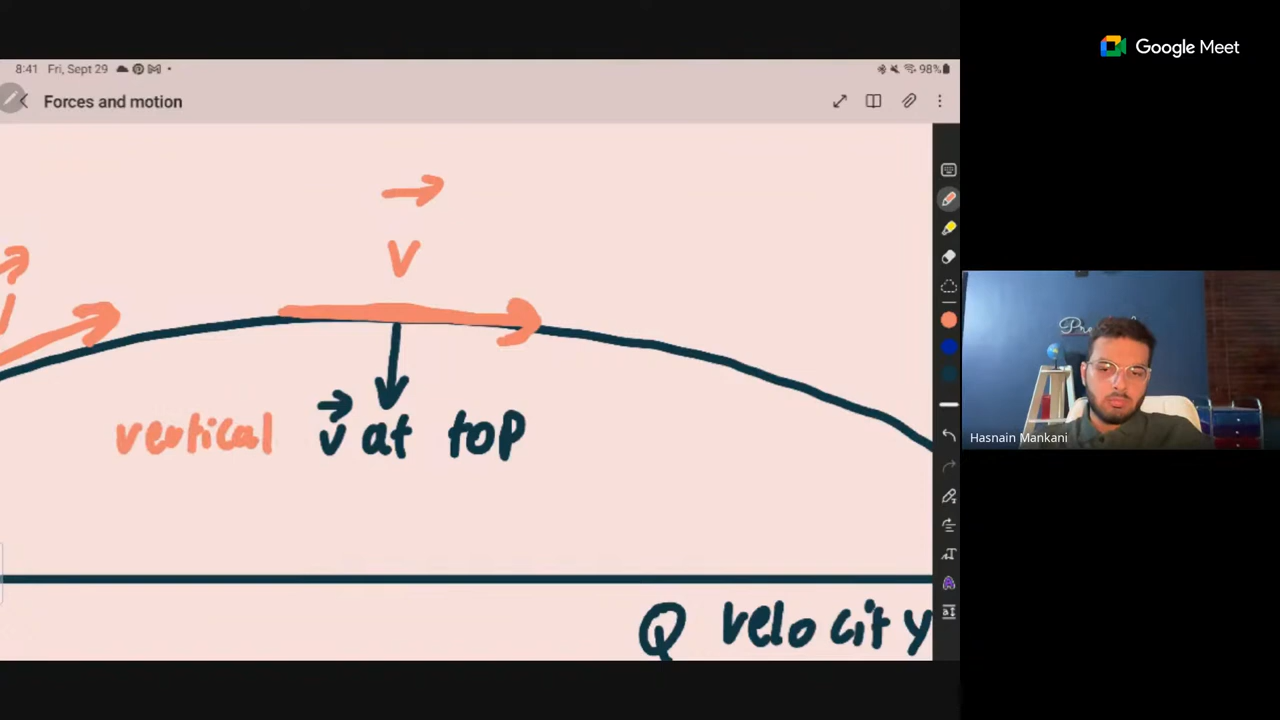 Google Meet
8:41 Fri, Sept 29 98%
Forces and motion
v
vertical v at top
Q velocity
Hasnain Mankani